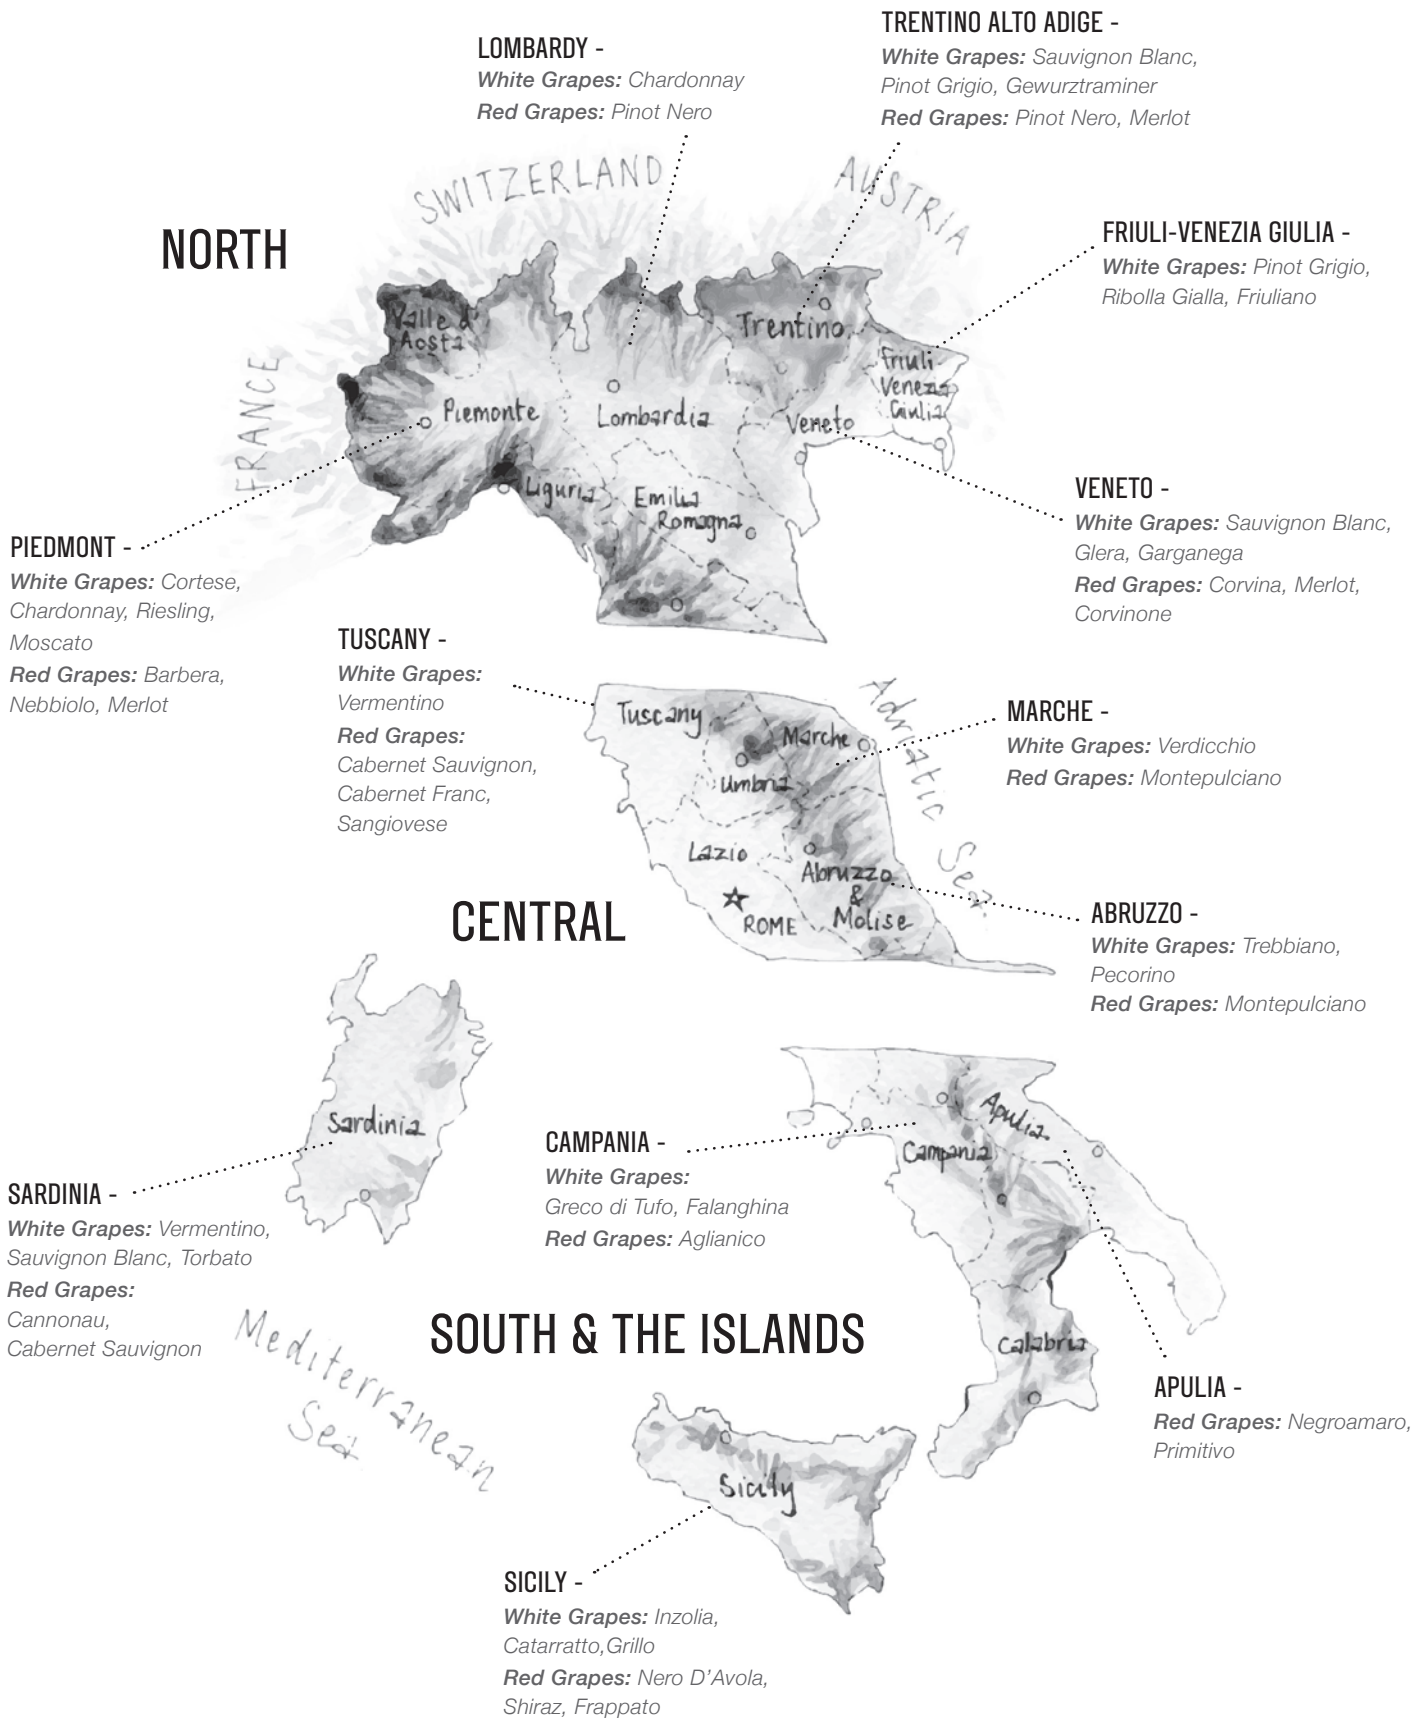 LOMBARDY -
White Grapes: Chardonnay
Red Grapes: Pinot Nero
TRENTINO ALTO ADIGE -
White Grapes: Sauvignon Blanc,
Pinot Grigio, Gewurztraminer
Red Grapes: Pinot Nero, Merlot
SWITZERLAND
AUSTRIA
NORTH
FRIULI-VENEZIA GIULIA -
White Grapes: Pinot Grigio,
Ribolla Gialla, Friuliano
FRANCE
Valle d'
Aosta
Piemonte
Lombardia
Trentino
Friuli
Venezia
Giulia
Veneto
Liguria
Emilia
Romagna
VENETO -
White Grapes: Sauvignon Blanc,
Glera, Garganega
Red Grapes: Corvina, Merlot,
Corvinone
PIEDMONT -
White Grapes: Cortese,
Chardonnay, Riesling,
Moscato
Red Grapes: Barbera,
Nebbiolo, Merlot
TUSCANY -
White Grapes:
Vermentino
Red Grapes:
Cabernet Sauvignon,
Cabernet Franc,
Sangiovese
Tuscany
Marche
Umbria
Lazio
ROME
Abruzzo
&
Molise
Adriatic Sea
MARCHE -
White Grapes: Verdicchio
Red Grapes: Montepulciano
CENTRAL
ABRUZZO -
White Grapes: Trebbiano,
Pecorino
Red Grapes: Montepulciano
Sardinia
SARDINIA -
White Grapes: Vermentino,
Sauvignon Blanc, Torbato
Red Grapes:
Cannonau,
Cabernet Sauvignon
CAMPANIA -
White Grapes:
Greco di Tufo, Falanghina
Red Grapes: Aglianico
Apulia
Campania
Calabria
Mediterranean
Sea
SOUTH & THE ISLANDS
APULIA -
Red Grapes: Negroamaro,
Primitivo
Sicily
SICILY -
White Grapes: Inzolia,
Catarratto,Grillo
Red Grapes: Nero D'Avola,
Shiraz, Frappato